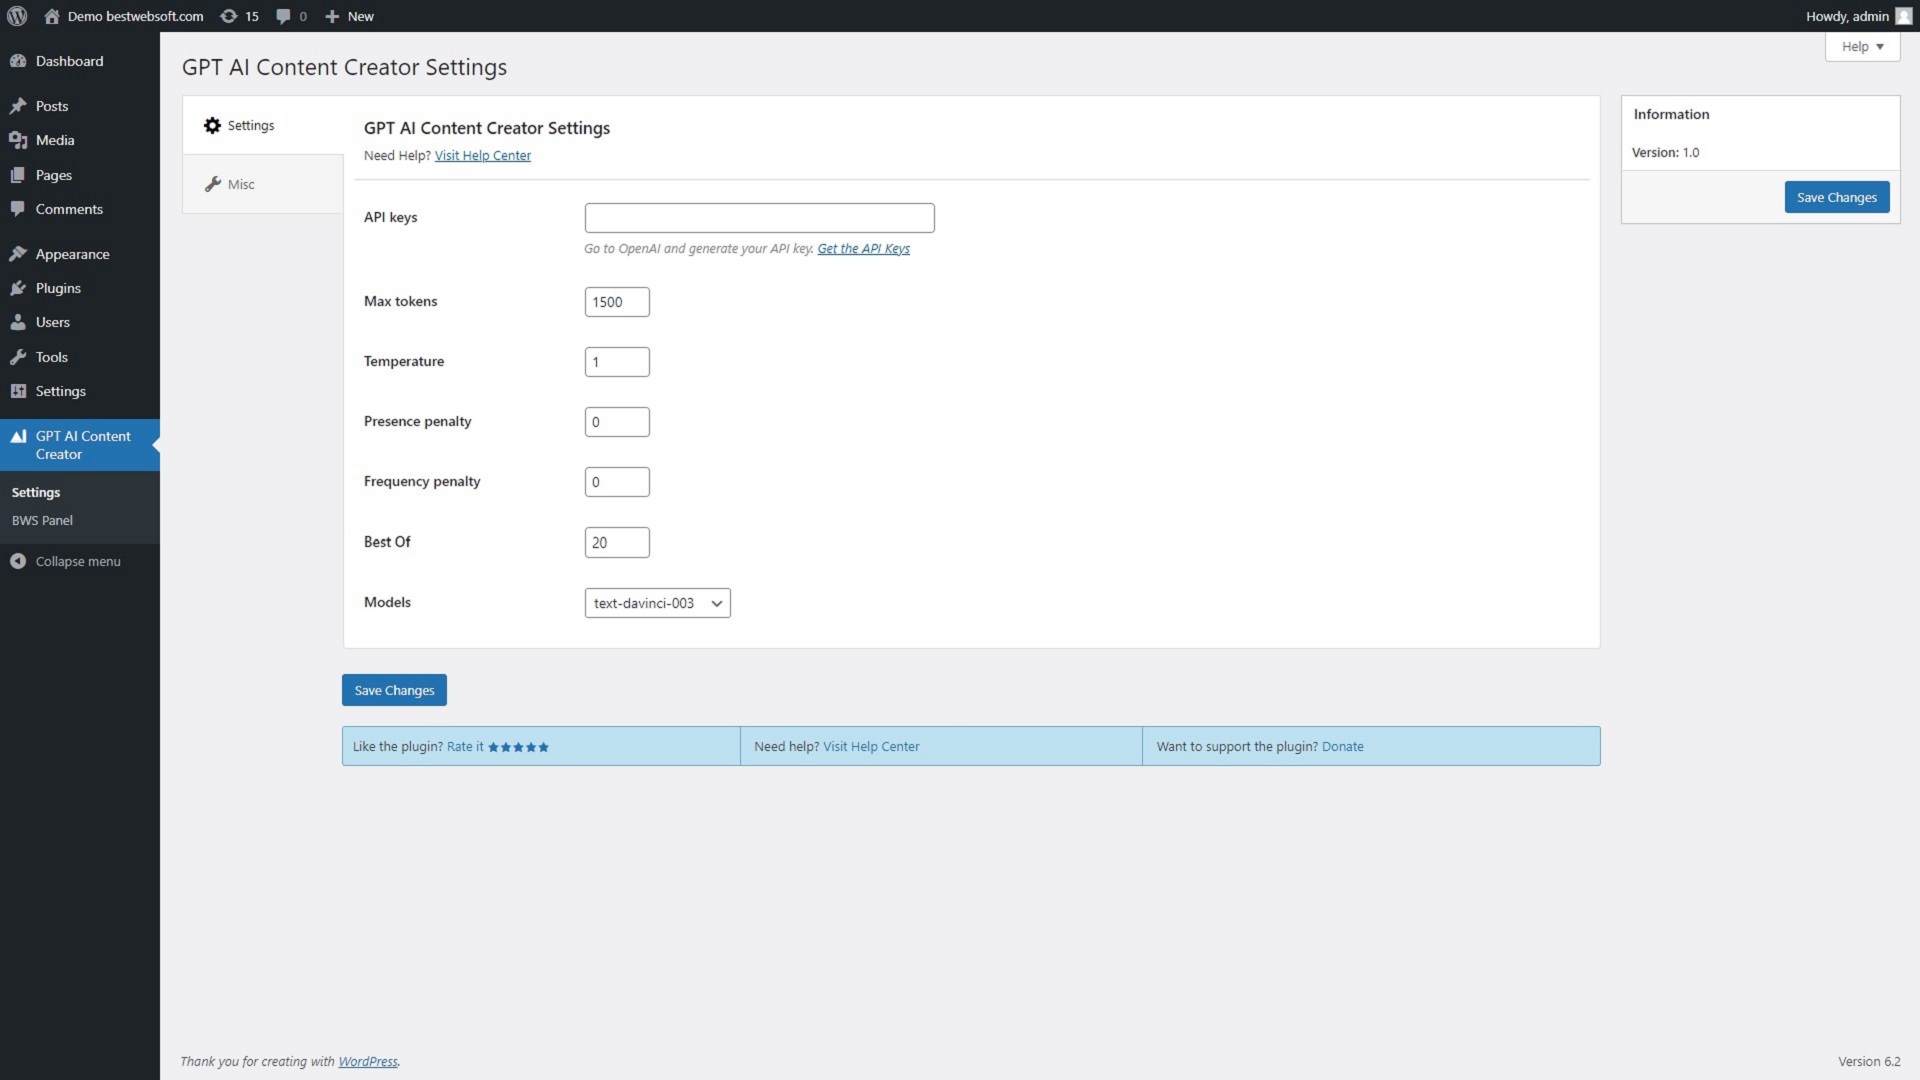 Demo bestwebsoft.com 15 0 New
Howdy, admin
Help
Dashboard
Posts
Media
Pages
Comments
Appearance
Plugins
Users
Tools
Settings
GPT AI Content
Creator
Settings
BWS Panel
Collapse menu
GPT AI Content Creator Settings
Settings
Misc
GPT AI Content Creator Settings
Need Help? Visit Help Center
API keys
Go to OpenAI and generate your API key. Get the API Keys
Max tokens 1500
Temperature 1
Presence penalty 0
Frequency penalty 0
Best Of 20
Models text-davinci-003
Save Changes
Like the plugin? Rate it
Need help? Visit Help Center
Want to support the plugin? Donate
Information
Version: 1.0
Save Changes
Thank you for creating with WordPress.
Version 6.2